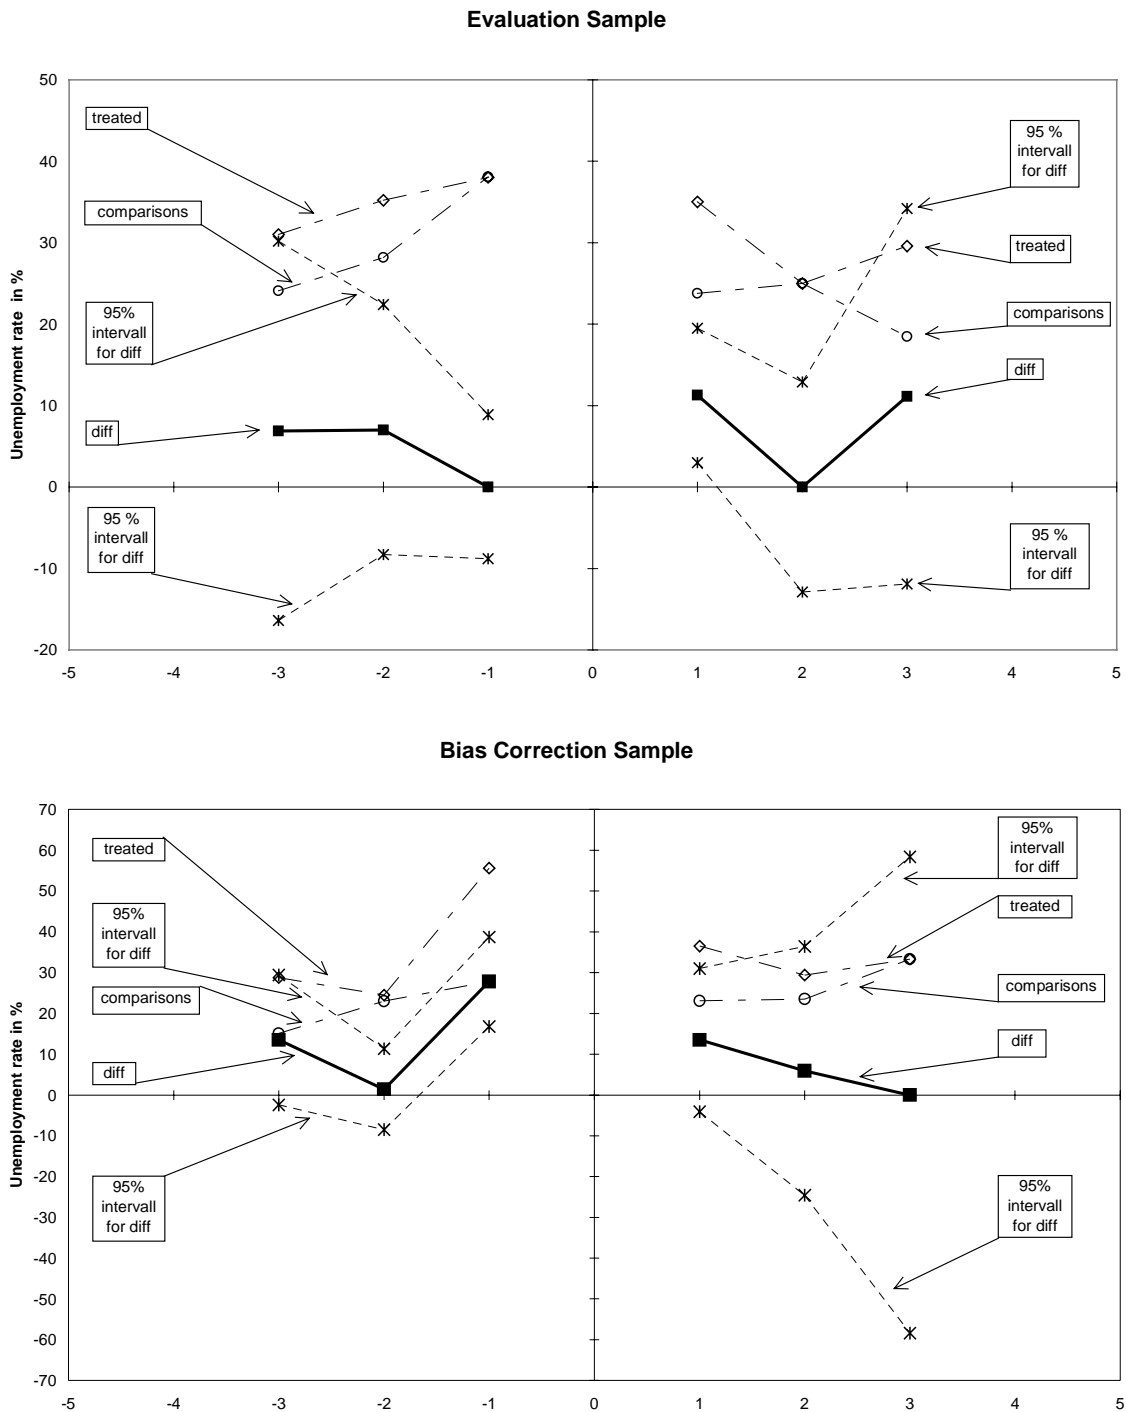 Evaluation Sample
Unemployment rate in %
50
40
30
20
10
0
-10
-20
-5
-4
-3
-2
-1
0
1
2
3
4
5
treated
comparisons
95%
intervall
for diff
diff
95 %
intervall
for diff
95 %
intervall
for diff
treated
comparisons
diff
95 %
intervall
for diff
Bias Correction Sample
Unemployment rate in %
70
60
50
40
30
20
10
0
-10
-20
-30
-40
-50
-60
-70
-5
-4
-3
-2
-1
0
1
2
3
4
5
treated
95%
intervall
for diff
comparisons
diff
95%
intervall
for diff
95%
intervall
for diff
treated
comparisons
diff
95%
intervall
for diff